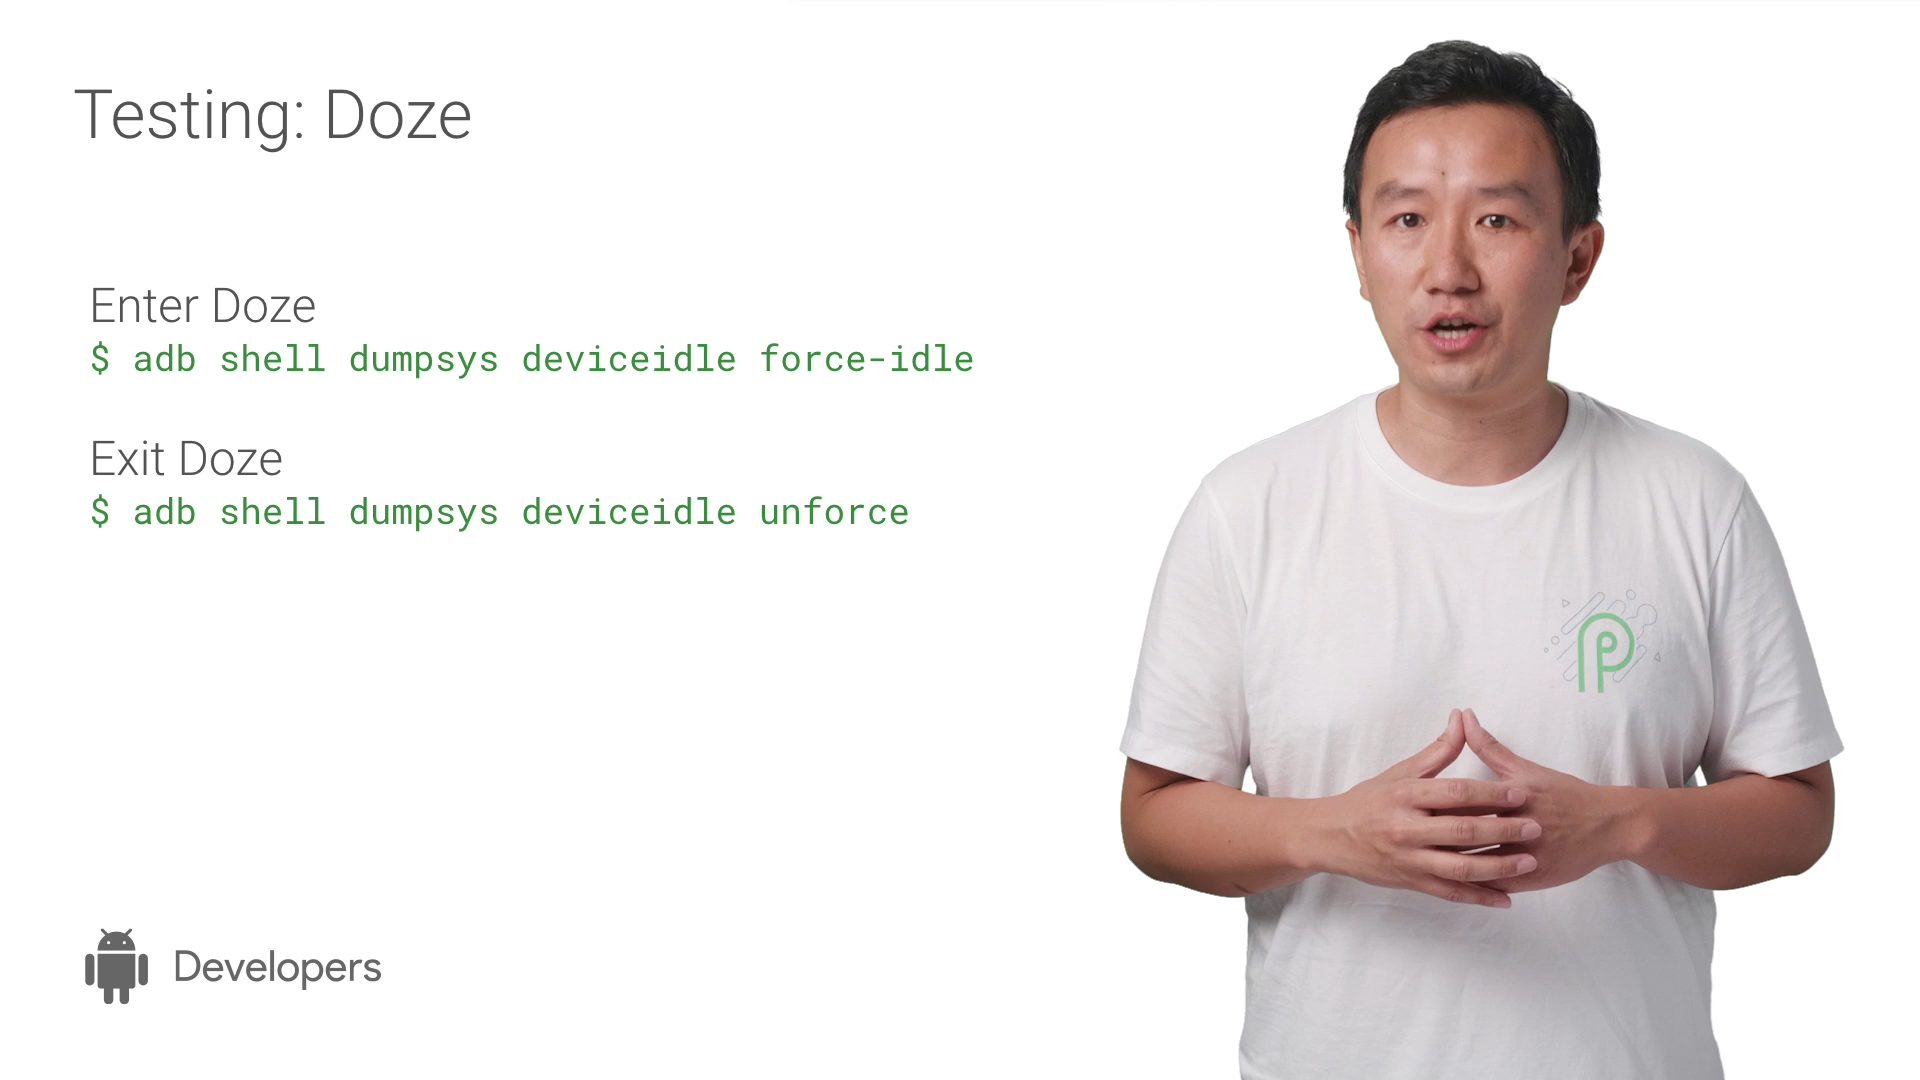 Testing: Doze
Enter Doze
$ adb shell dumpsys deviceidle force-idle
Exit Doze
$ adb shell dumpsys deviceidle unforce
Developers